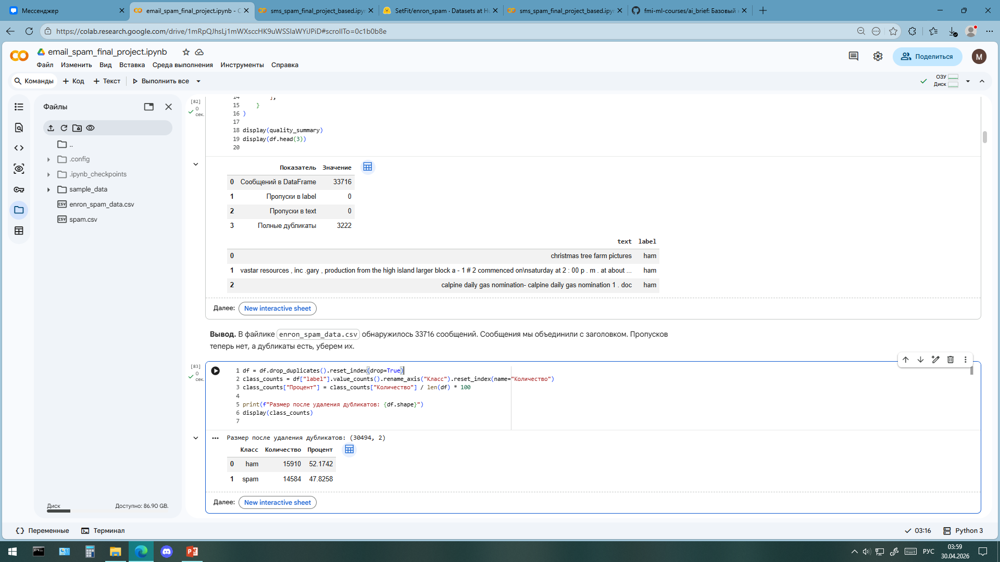 Мессенджер
email_spam_final_project.ipynb - C
sms_spam_final_project_based.ipyn
SetFit/enron_spam · Datasets at Hu
sms_spam_final_project_based.ipyn
fmi-ml-courses/ai_brief: Базовый к
https://colab.research.google.com/drive/1mRpQJhsLj1mWXsccHK9uWSSIaWYiJPiD#scrollTo=0c1b0b8e
email_spam_final_project.ipynb
Файл Изменить Вид Вставка Среда выполнения Инструменты Справка
Поделиться
M
Команды + Код + Текст Выполнить все
ОЗУ
Диск
Файлы
..
.config
.ipynb_checkpoints
sample_data
enron_spam_data.csv
spam.csv
Диск Доступно: 86.90 GB.
[82]
0
сек.
14 ],
15 }
16 )
17
18 display(quality_summary)
19 display(df.head(3))
20
Показатель Значение
0 Сообщений в DataFrame 33716
1 Пропуски в label 0
2 Пропуски в text 0
3 Полные дубликаты 3222
text label
0 christmas tree farm pictures ham
1 vastar resources , inc .gary , production from the high island larger block a - 1 # 2 commenced on\nsaturday at 2 : 00 p . m . at about ... ham
2 calpine daily gas nomination- calpine daily gas nomination 1 . doc ham
Далее: New interactive sheet
Вывод. В файлике enron_spam_data.csv обнаружилось 33716 сообщений. Сообщения мы объединили с заголовком. Пропусков
теперь нет, а дубликаты есть, уберем их.
[83]
0
сек.
1 df = df.drop_duplicates().reset_index(drop=True)
2 class_counts = df["label"].value_counts().rename_axis("Класс").reset_index(name="Количество")
3 class_counts["Процент"] = class_counts["Количество"] / len(df) * 100
4
5 print(f"Размер после удаления дубликатов: {df.shape}")
6 display(class_counts)
7
Размер после удаления дубликатов: (30494, 2)
Класс Количество Процент
0 ham 15910 52.1742
1 spam 14584 47.8258
Далее: New interactive sheet
Переменные Терминал
03:16 Python 3
РУС
03:59
30.04.2026